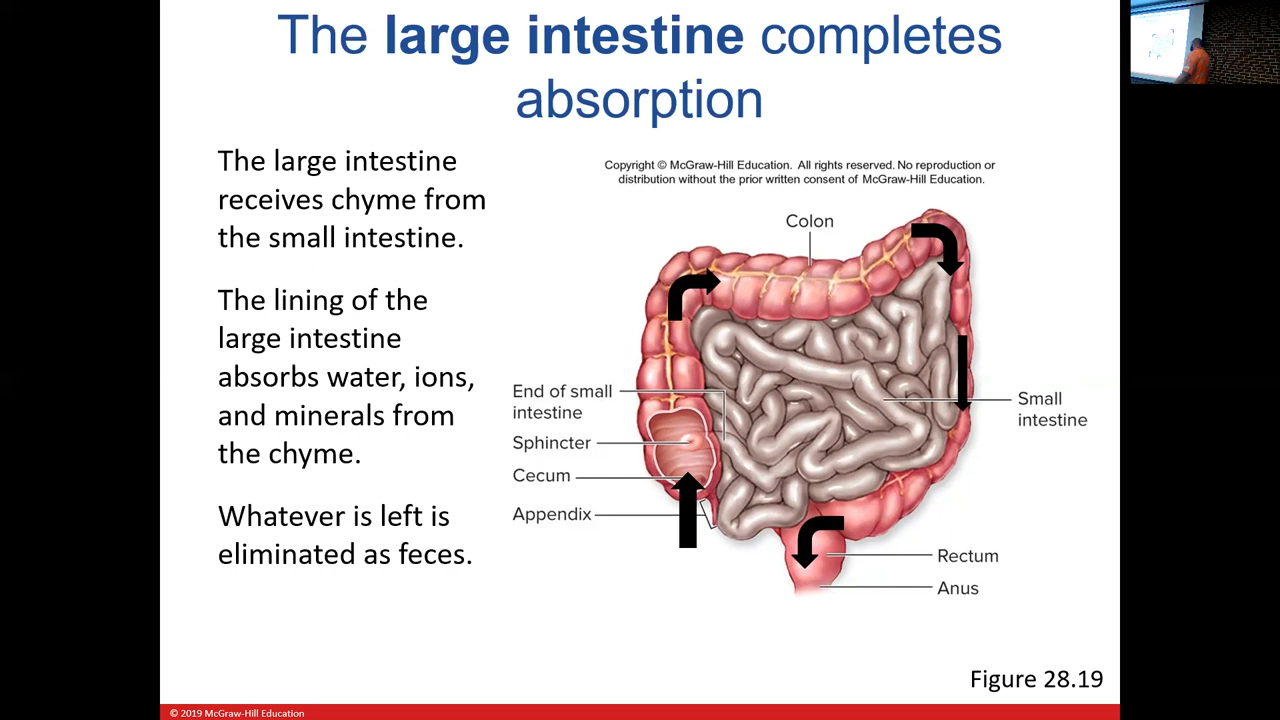 The large intestine completes
absorption
The large intestine
receives chyme from
the small intestine.
The lining of the
large intestine
absorbs water, ions,
and minerals from
the chyme.
Whatever is left is
eliminated as feces.
Copyright © McGraw-Hill Education. All rights reserved. No reproduction or
distribution without the prior written consent of McGraw-Hill Education.
Colon
End of small
intestine
Sphincter
Cecum
Appendix
Small
intestine
Rectum
Anus
Figure 28.19
© 2019 McGraw-Hill Education